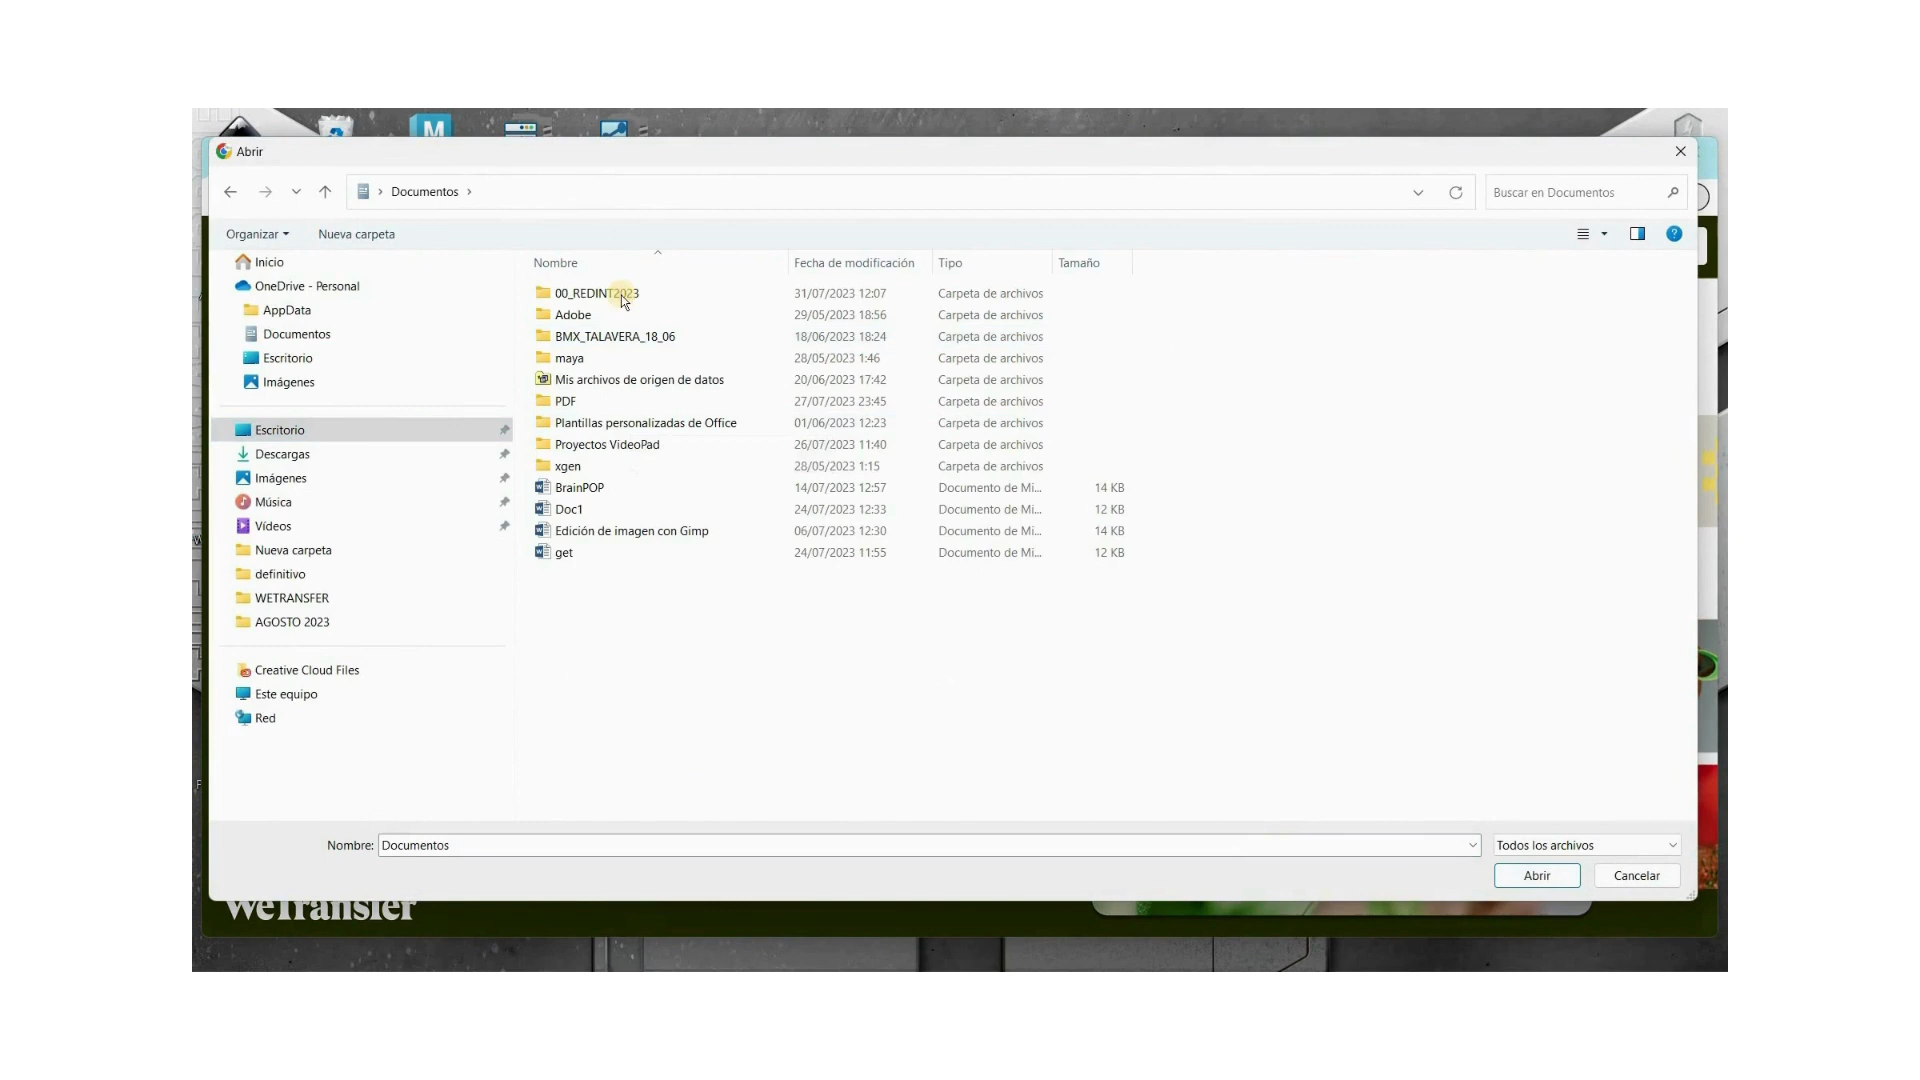 M
Abrir
Documentos
Buscar en Documentos
Organizar
Nueva carpeta
Inicio
OneDrive - Personal
AppData
Documentos
Escritorio
Imágenes
Escritorio
Descargas
Imágenes
Música
Vídeos
Nueva carpeta
definitivo
WETRANSFER
AGOSTO 2023
Creative Cloud Files
Este equipo
Red
Nombre Fecha de modificación Tipo Tamaño
00_REDINT2023 31/07/2023 12:07 Carpeta de archivos
Adobe 29/05/2023 18:56 Carpeta de archivos
BMX_TALAVERA_18_06 18/06/2023 18:24 Carpeta de archivos
maya 28/05/2023 1:46 Carpeta de archivos
Mis archivos de origen de datos 20/06/2023 17:42 Carpeta de archivos
PDF 27/07/2023 23:45 Carpeta de archivos
Plantillas personalizadas de Office 01/06/2023 12:23 Carpeta de archivos
Proyectos VideoPad 26/07/2023 11:40 Carpeta de archivos
xgen 28/05/2023 1:15 Carpeta de archivos
BrainPOP 14/07/2023 12:57 Documento de Mi... 14 KB
Doc1 24/07/2023 12:33 Documento de Mi... 12 KB
Edición de imagen con Gimp 06/07/2023 12:30 Documento de Mi... 14 KB
get 24/07/2023 11:55 Documento de Mi... 12 KB
Nombre: Documentos Todos los archivos
Abrir Cancelar
WeTransfer